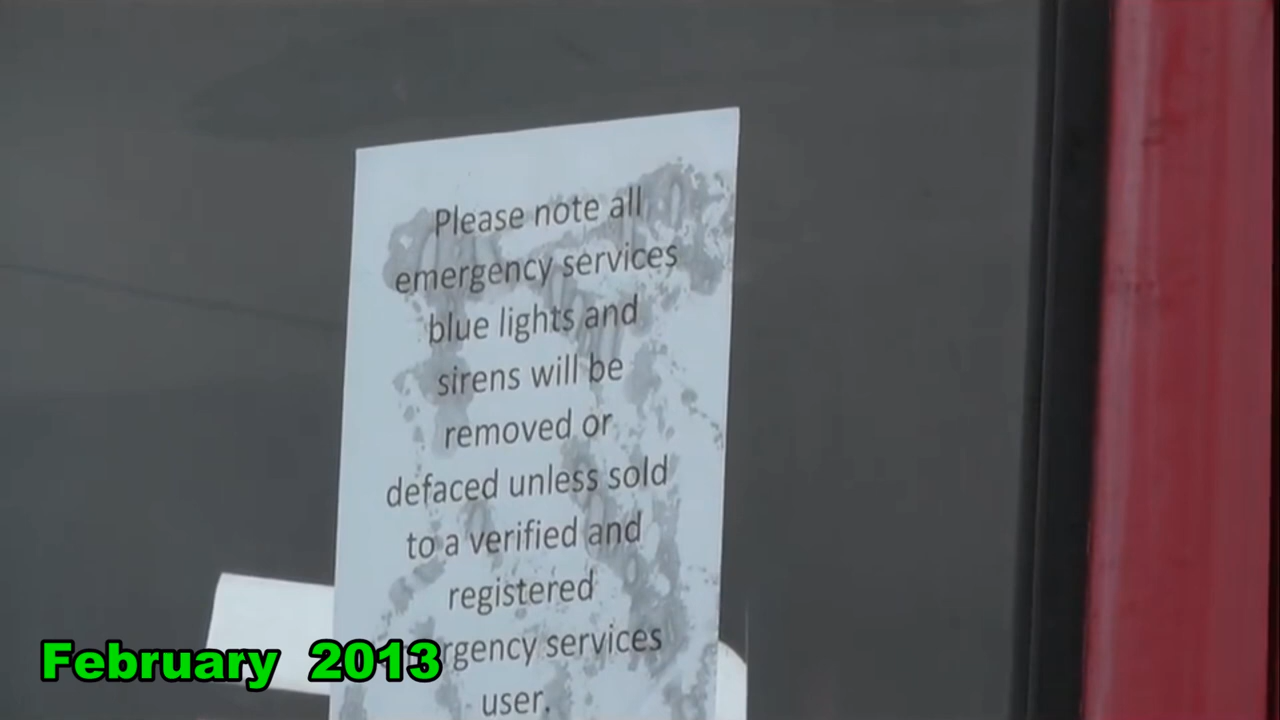 Please note all
emergency services
blue lights and
sirens will be
removed or
defaced unless sold
to a verified and
registered
rgency services
user.
February 2013